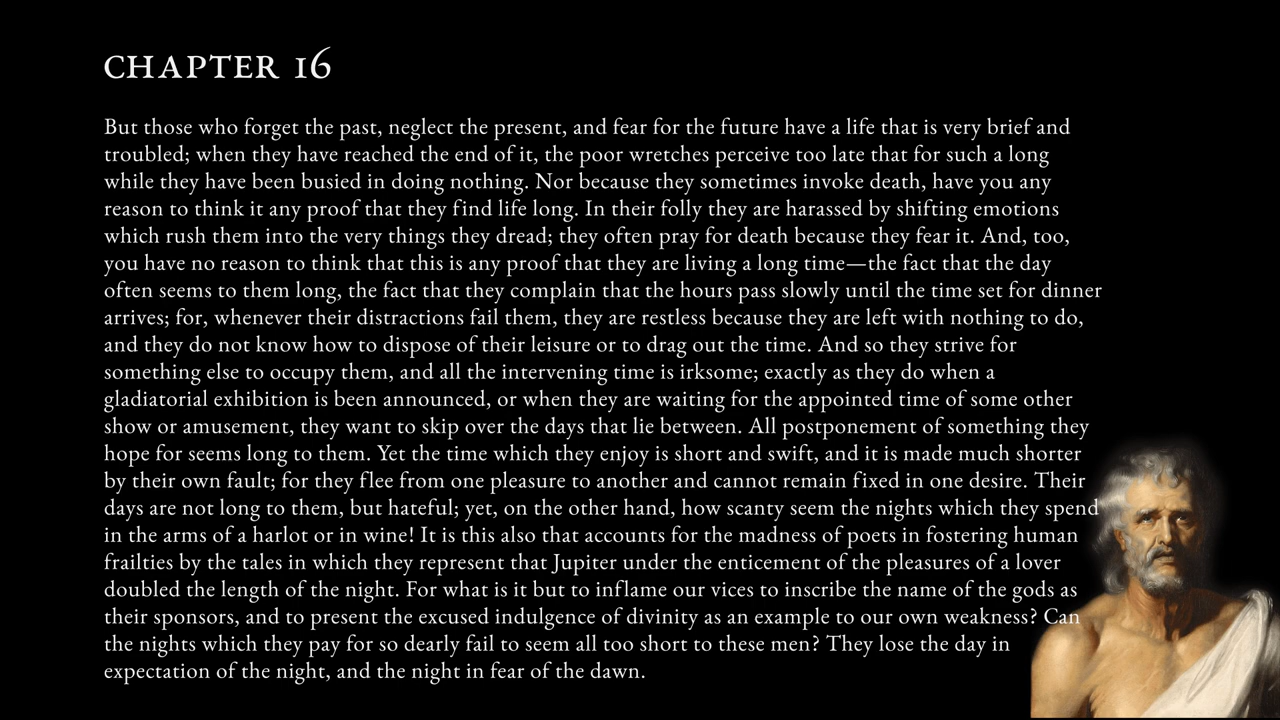 CHAPTER 16
But those who forget the past, neglect the present, and fear for the future have a life that is very brief and
troubled; when they have reached the end of it, the poor wretches perceive too late that for such a long
while they have been busied in doing nothing. Nor because they sometimes invoke death, have you any
reason to think it any proof that they find life long. In their folly they are harassed by shifting emotions
which rush them into the very things they dread; they often pray for death because they fear it. And, too,
you have no reason to think that this is any proof that they are living a long time—the fact that the day
often seems to them long, the fact that they complain that the hours pass slowly until the time set for dinner
arrives; for, whenever their distractions fail them, they are restless because they are left with nothing to do,
and they do not know how to dispose of their leisure or to drag out the time. And so they strive for
something else to occupy them, and all the intervening time is irksome; exactly as they do when a
gladiatorial exhibition is been announced, or when they are waiting for the appointed time of some other
show or amusement, they want to skip over the days that lie between. All postponement of something they
hope for seems long to them. Yet the time which they enjoy is short and swift, and it is made much shorter
by their own fault; for they flee from one pleasure to another and cannot remain fixed in one desire. Their
days are not long to them, but hateful; yet, on the other hand, how scanty seem the nights which they spend
in the arms of a harlot or in wine! It is this also that accounts for the madness of poets in fostering human
frailties by the tales in which they represent that Jupiter under the enticement of the pleasures of a lover
doubled the length of the night. For what is it but to inflame our vices to inscribe the name of the gods as
their sponsors, and to present the excused indulgence of divinity as an example to our own weakness? Can
the nights which they pay for so dearly fail to seem all too short to these men? They lose the day in
expectation of the night, and the night in fear of the dawn.